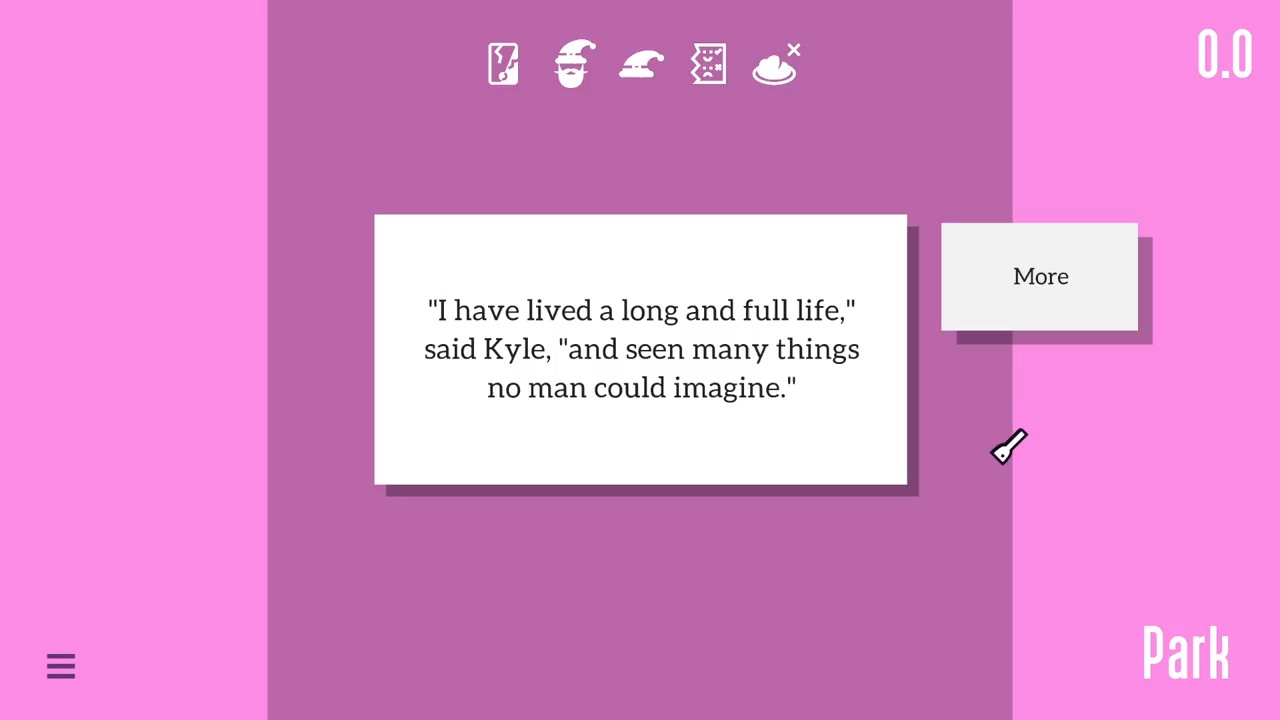 0.0
"I have lived a long and full life,"
said Kyle, "and seen many things
no man could imagine."
More
Park